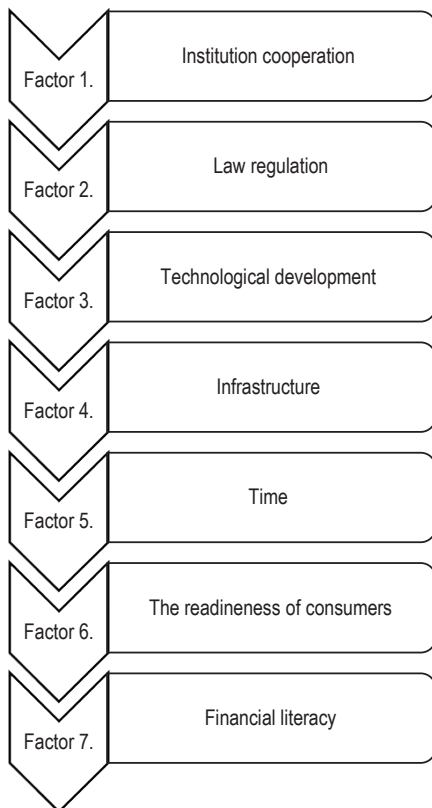 Factor 1.
Institution cooperation
Factor 2.
Law regulation
Factor 3.
Technological development
Factor 4.
Infrastructure
Factor 5.
Time
Factor 6.
The readineness of consumers
Factor 7.
Financial literacy